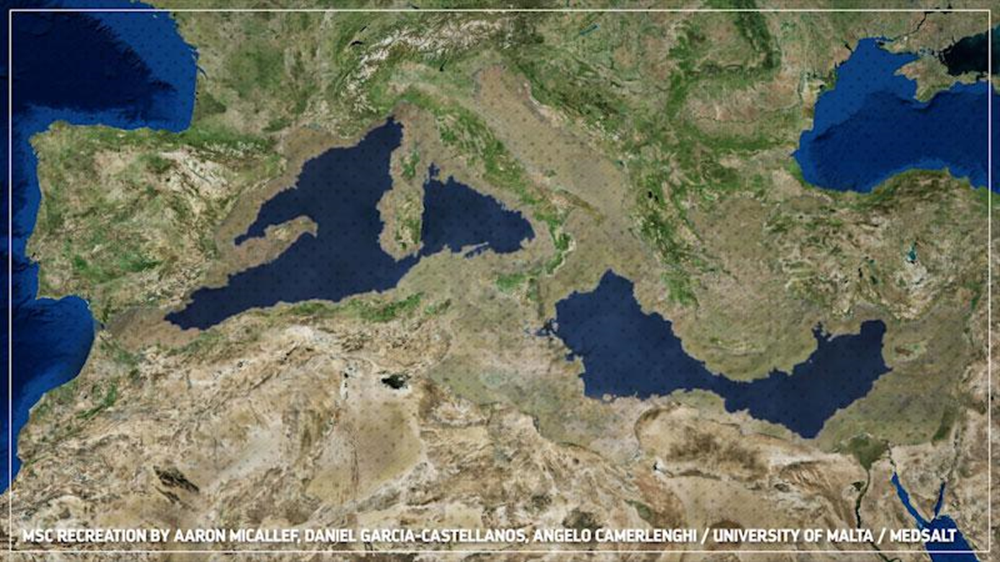 MSC RECREATION BY AARON MICALLEF, DANIEL GARCIA-CASTELLANOS, ANGELO CAMERLENGHI / UNIVERSITY OF MALTA / MEDSALT